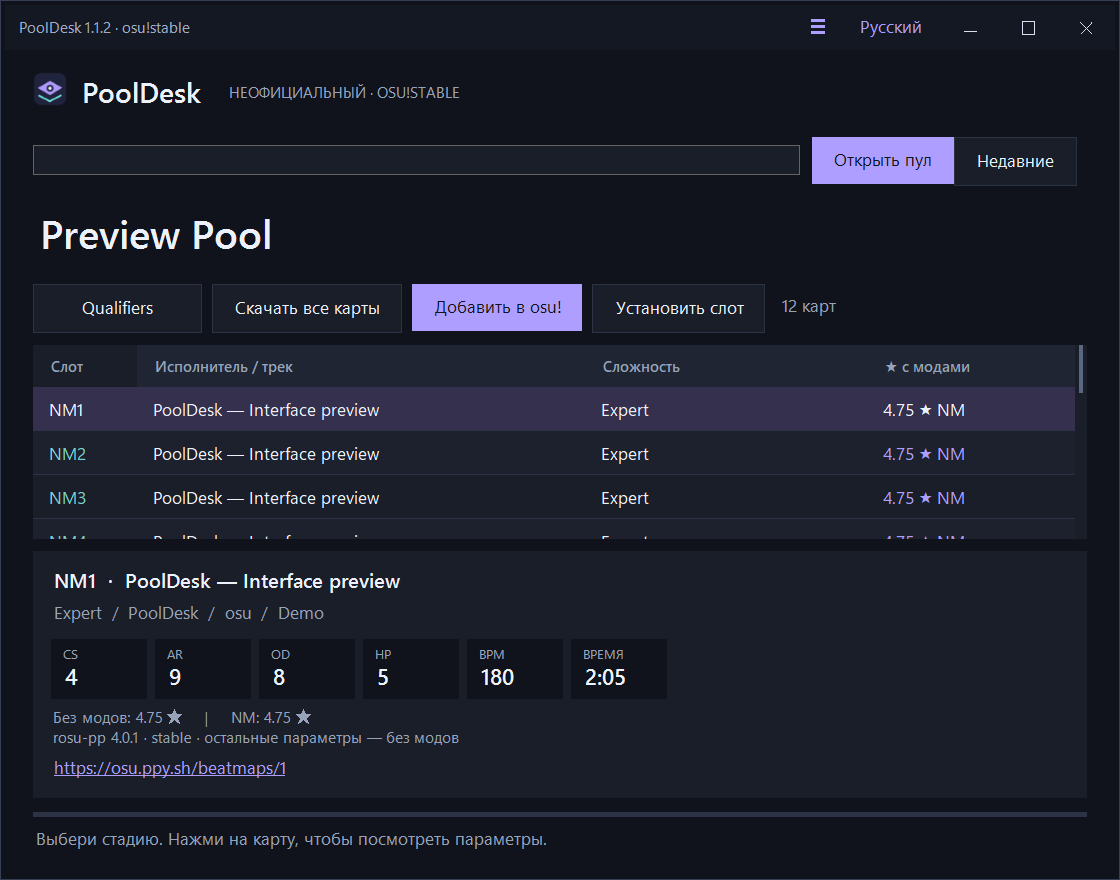 PoolDesk 1.1.2 · osu!stable
☰ Русский
PoolDesk НЕОФИЦИАЛЬНЫЙ · OSU!STABLE
Открыть пул Недавние
Preview Pool
Qualifiers Скачать все карты Добавить в osu! Установить слот 12 карт
Слот Исполнитель / трек Сложность ★ с модами
NM1 PoolDesk — Interface preview Expert 4.75 ★ NM
NM2 PoolDesk — Interface preview Expert 4.75 ★ NM
NM3 PoolDesk — Interface preview Expert 4.75 ★ NM
NM1 · PoolDesk — Interface preview
Expert / PoolDesk / osu / Demo
CS AR OD HP BPM ВРЕМЯ
4 9 8 5 180 2:05
Без модов: 4.75 ★ | NM: 4.75 ★
rosu-pp 4.0.1 · stable · остальные параметры — без модов
https://osu.ppy.sh/beatmaps/1
Выбери стадию. Нажми на карту, чтобы посмотреть параметры.